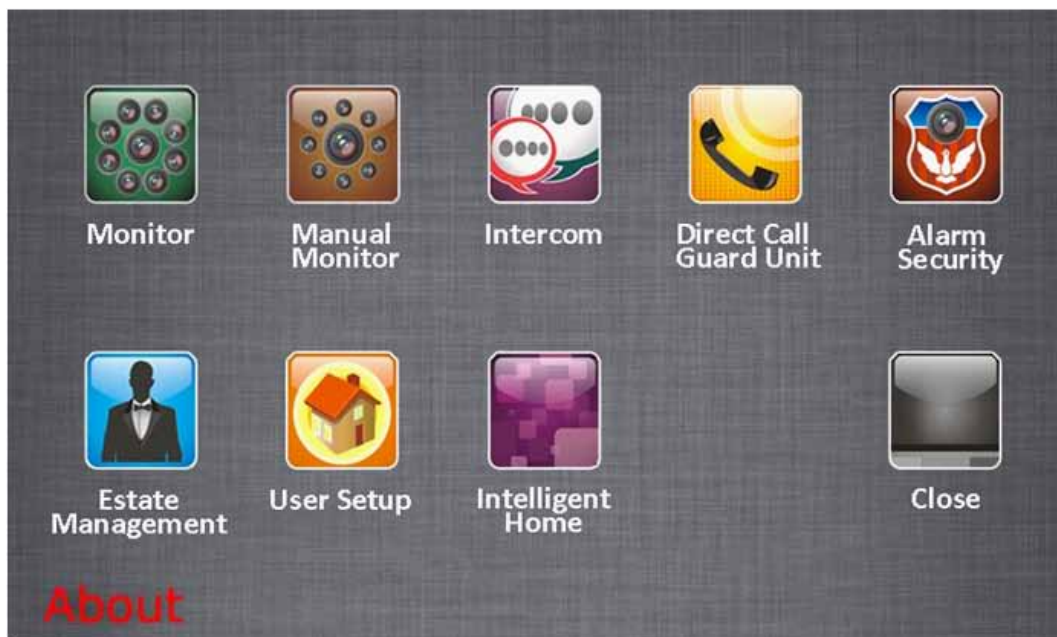 Monitor
Manual
Monitor
Intercom
Direct Call
Guard Unit
Alarm
Security
Estate
Management
User Setup
Intelligent
Home
Close
About